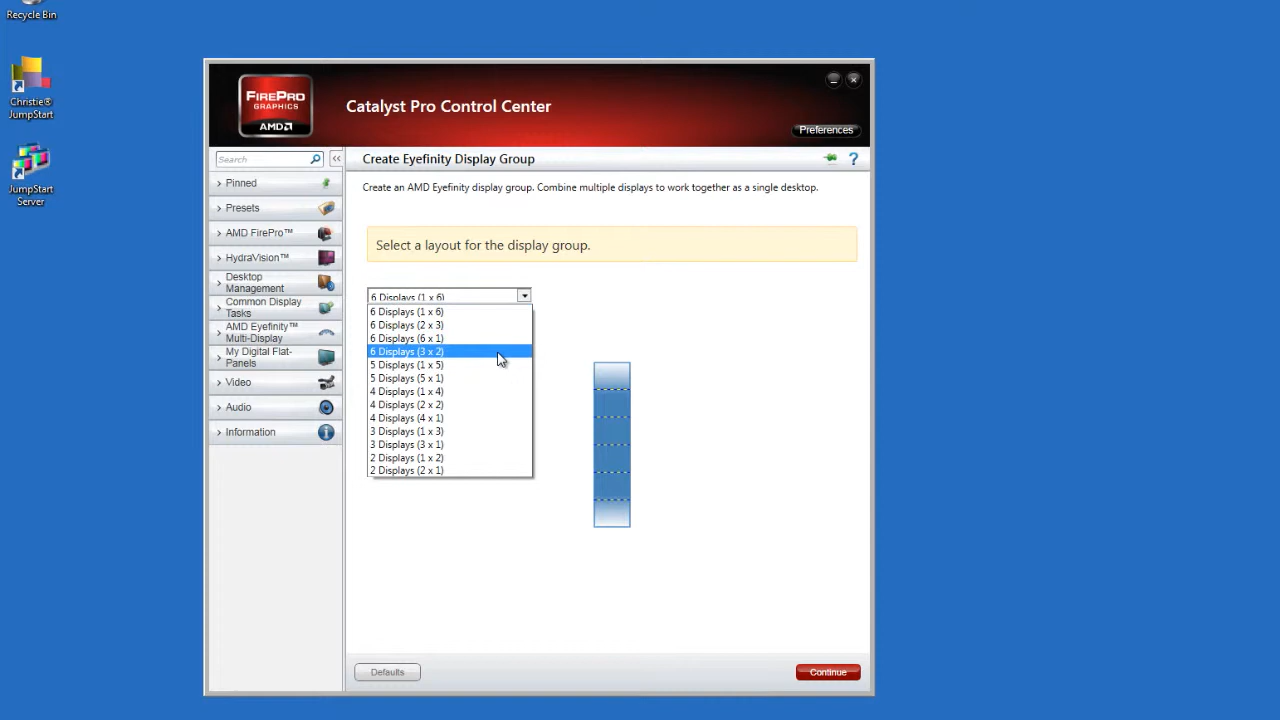 Recycle Bin
Christie®
JumpStart
JumpStart
Server
FIREPRO
GRAPHICS
AMD
Catalyst Pro Control Center
Preferences
Search
Pinned
Presets
AMD FirePro™
HydraVision™
Desktop
Management
Common Display
Tasks
AMD Eyefinity™
Multi-Display
My Digital Flat-
Panels
Video
Audio
Information
Create Eyefinity Display Group
Create an AMD Eyefinity display group. Combine multiple displays to work together as a single desktop.
Select a layout for the display group.
6 Displays (1 x 6)
6 Displays (1 x 6)
6 Displays (2 x 3)
6 Displays (6 x 1)
6 Displays (3 x 2)
5 Displays (1 x 5)
5 Displays (5 x 1)
4 Displays (1 x 4)
4 Displays (2 x 2)
4 Displays (4 x 1)
3 Displays (1 x 3)
3 Displays (3 x 1)
2 Displays (1 x 2)
2 Displays (2 x 1)
Defaults
Continue